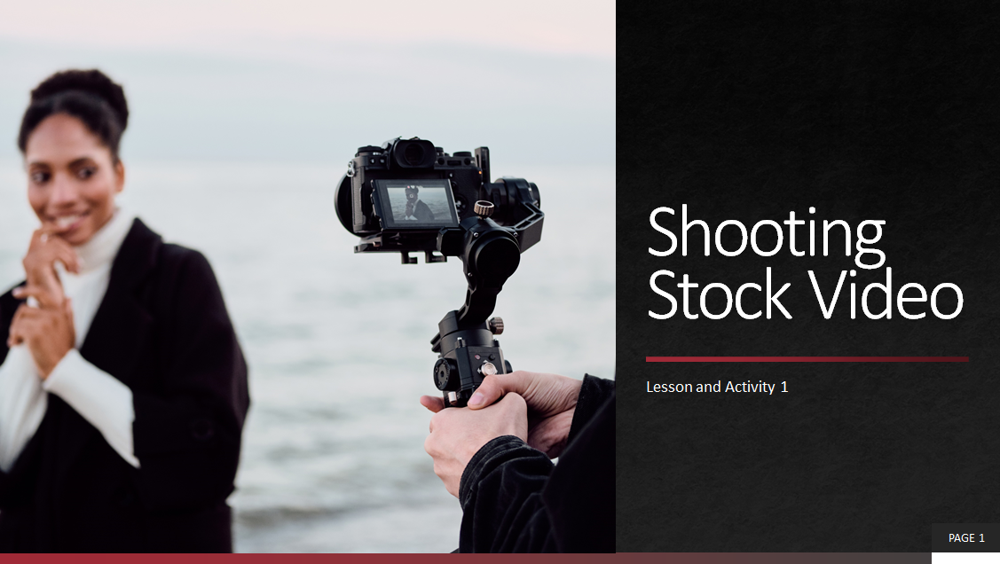 Shooting
Stock Video
Lesson and Activity 1
PAGE 1